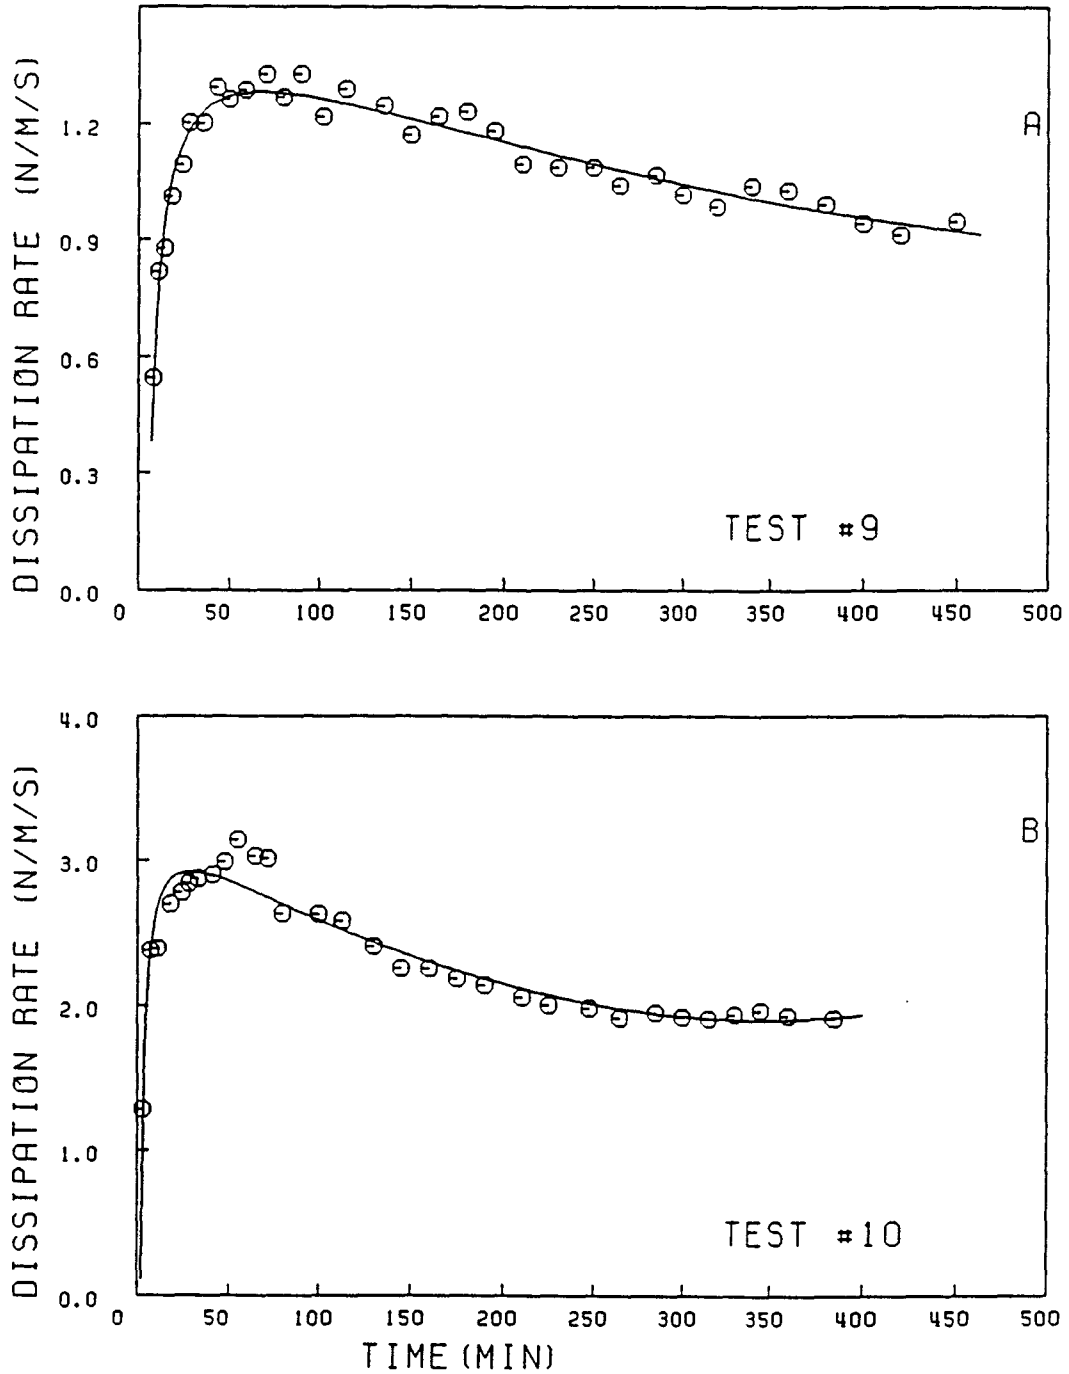 DISSIPATION RATE (N/M/S)
1.2
0.9
0.6
0.3
0.0
A
TEST #9
0 50 100 150 200 250 300 350 400 450 500
DISSIPATION RATE (N/M/S)
4.0
3.0
2.0
1.0
0.0
B
TEST #10
0 50 100 150 200 250 300 350 400 450 500
TIME (MIN)